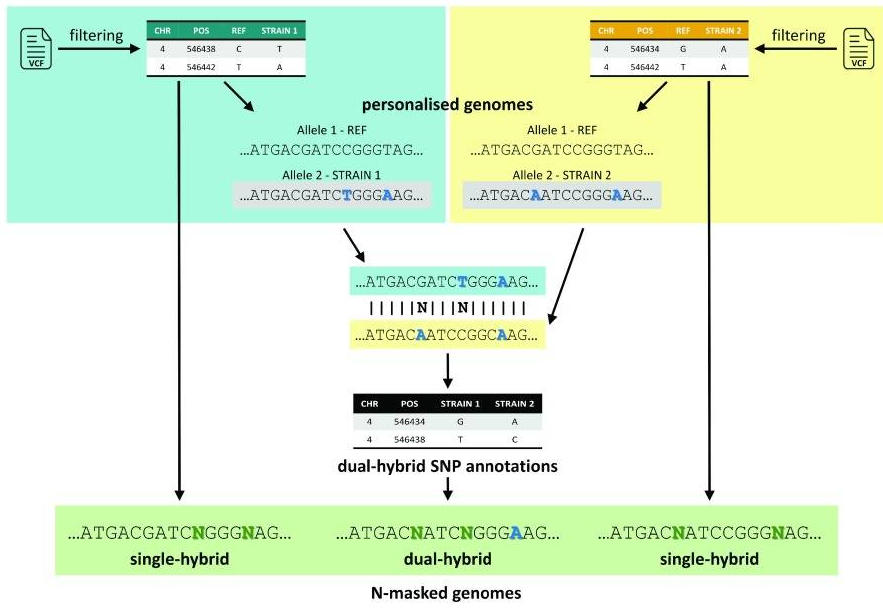 VCF
filtering
CHR POS REF STRAIN 1
4 546438 C T
4 546442 T A
CHR POS REF STRAIN 2
4 546434 G A
4 546442 T A
filtering
VCF
personalised genomes
Allele 1 - REF
...ATGACGATCCGGGTAG...
Allele 2 - STRAIN 1
...ATGACGATCTGGGAAG...
Allele 1 - REF
...ATGACGATCCGGGTAG...
Allele 2 - STRAIN 2
...ATGACAATCCGGGAAG...
...ATGACGATCTGGGAAG...
|||||N|||N||||||
...ATGACAATCCGGCAAG...
CHR POS STRAIN 1 STRAIN 2
4 546434 G A
4 546438 T C
dual-hybrid SNP annotations
...ATGACGATCNGGGNAG...
single-hybrid
...ATGACNATCNGGGAAG...
dual-hybrid
...ATGACNATCCGGGNAG...
single-hybrid
N-masked genomes